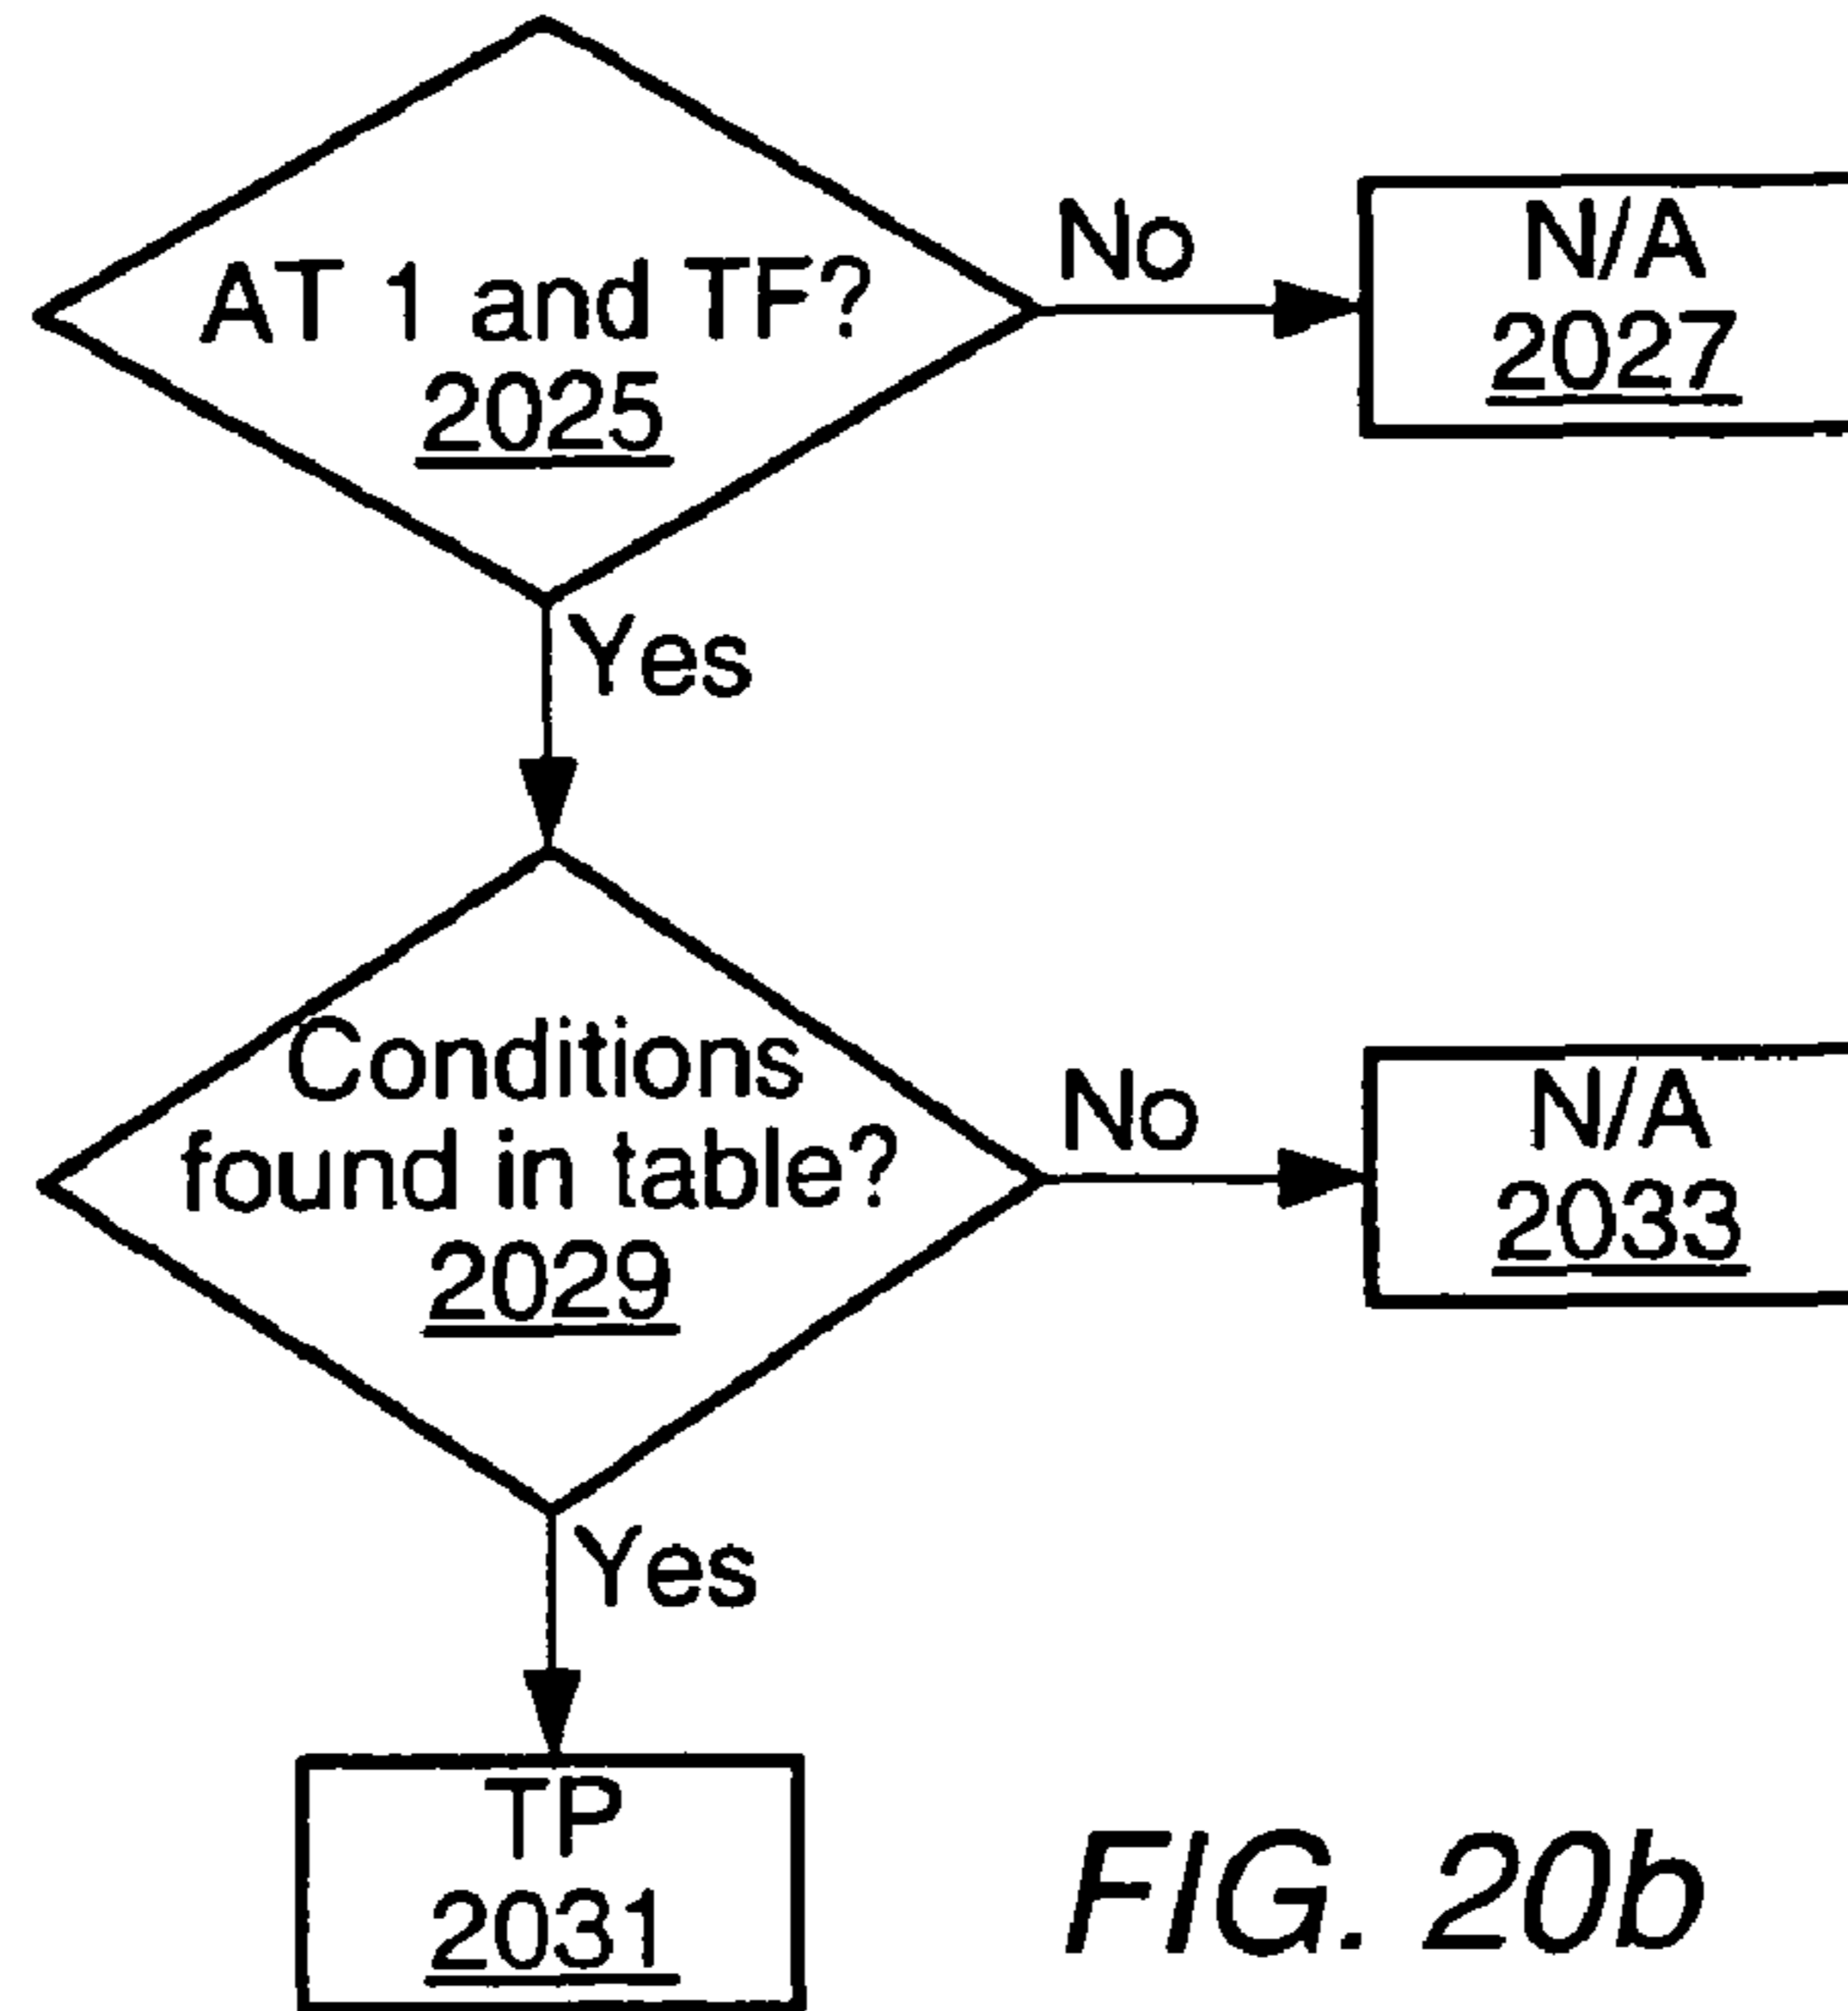 AT 1 and TF?
2025
No
N/A
2027
Yes
Conditions
found in table?
2029
No
N/A
2033
Yes
TP
2031
FIG. 20b